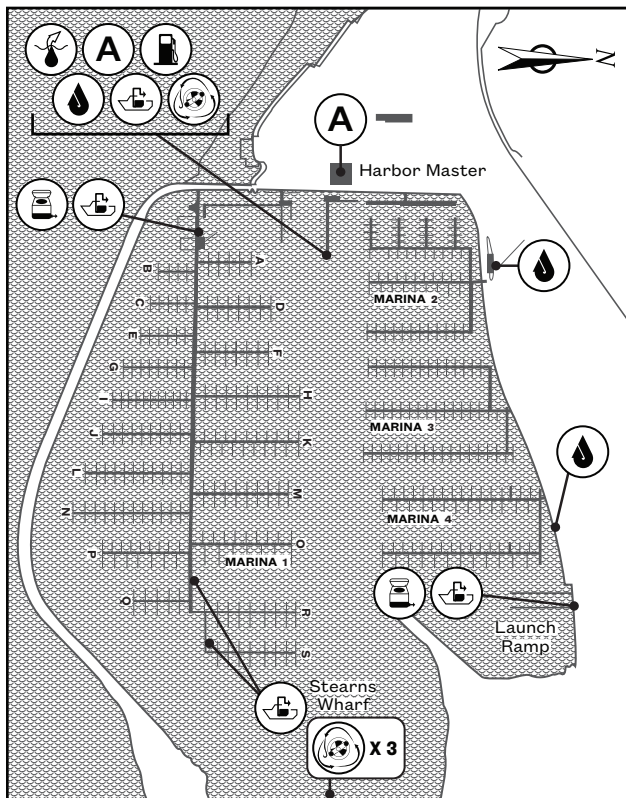 A
N
A
Harbor Master
A
B
C
D
MARINA 2
E
F
G
H
I
J
MARINA 3
K
L
M
N
MARINA 4
O
P
MARINA 1
Q
R
Launch
Ramp
S
Stearns
Wharf
X 3